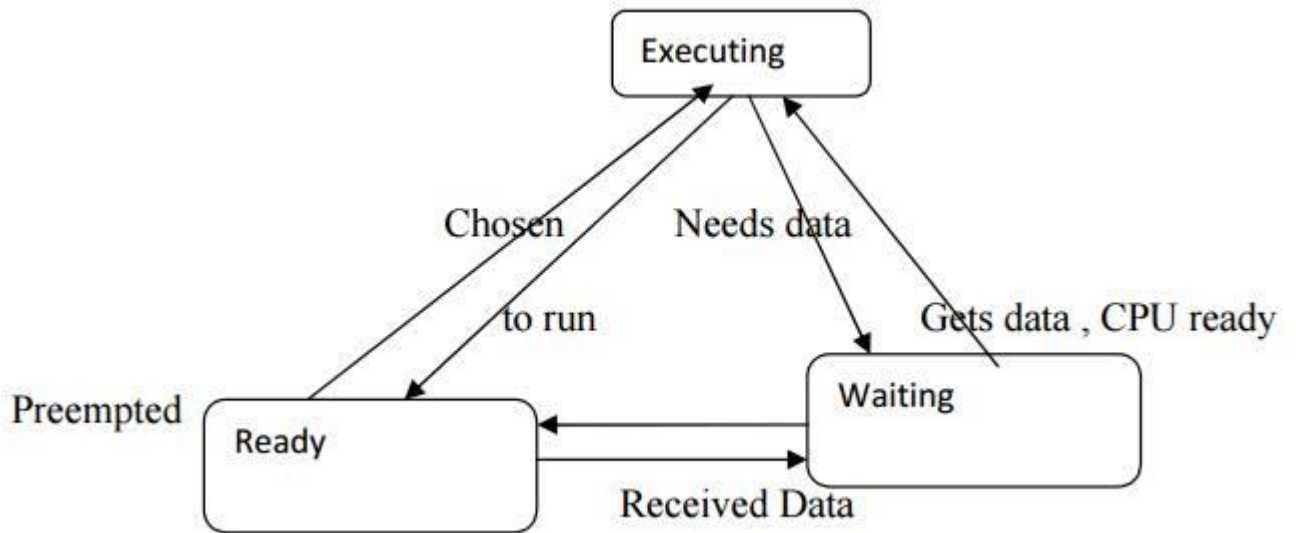 Executing
Chosen
Needs data
to run
Gets data , CPU ready
Preempted
Waiting
Ready
Received Data